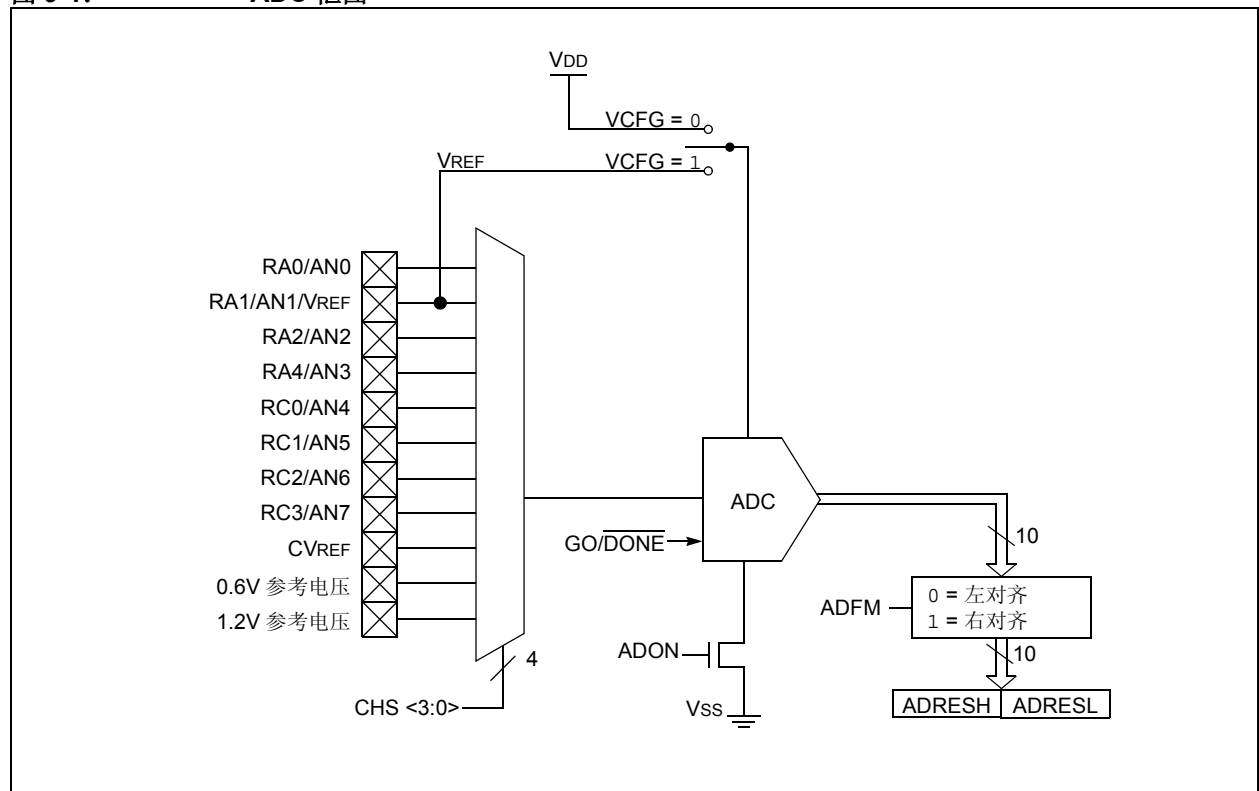 ADC 框图
VDD
VCFG = 0
VREF
VCFG = 1
RA0/AN0
RA1/AN1/VREF
RA2/AN2
RA4/AN3
RC0/AN4
RC1/AN5
RC2/AN6
RC3/AN7
CVREF
0.6V 参考电压
1.2V 参考电压
ADC
GO/DONE
10
ADFM
0 = 左对齐
1 = 右对齐
10
ADON
4
CHS <3:0>
VSS
ADRESH ADRESL